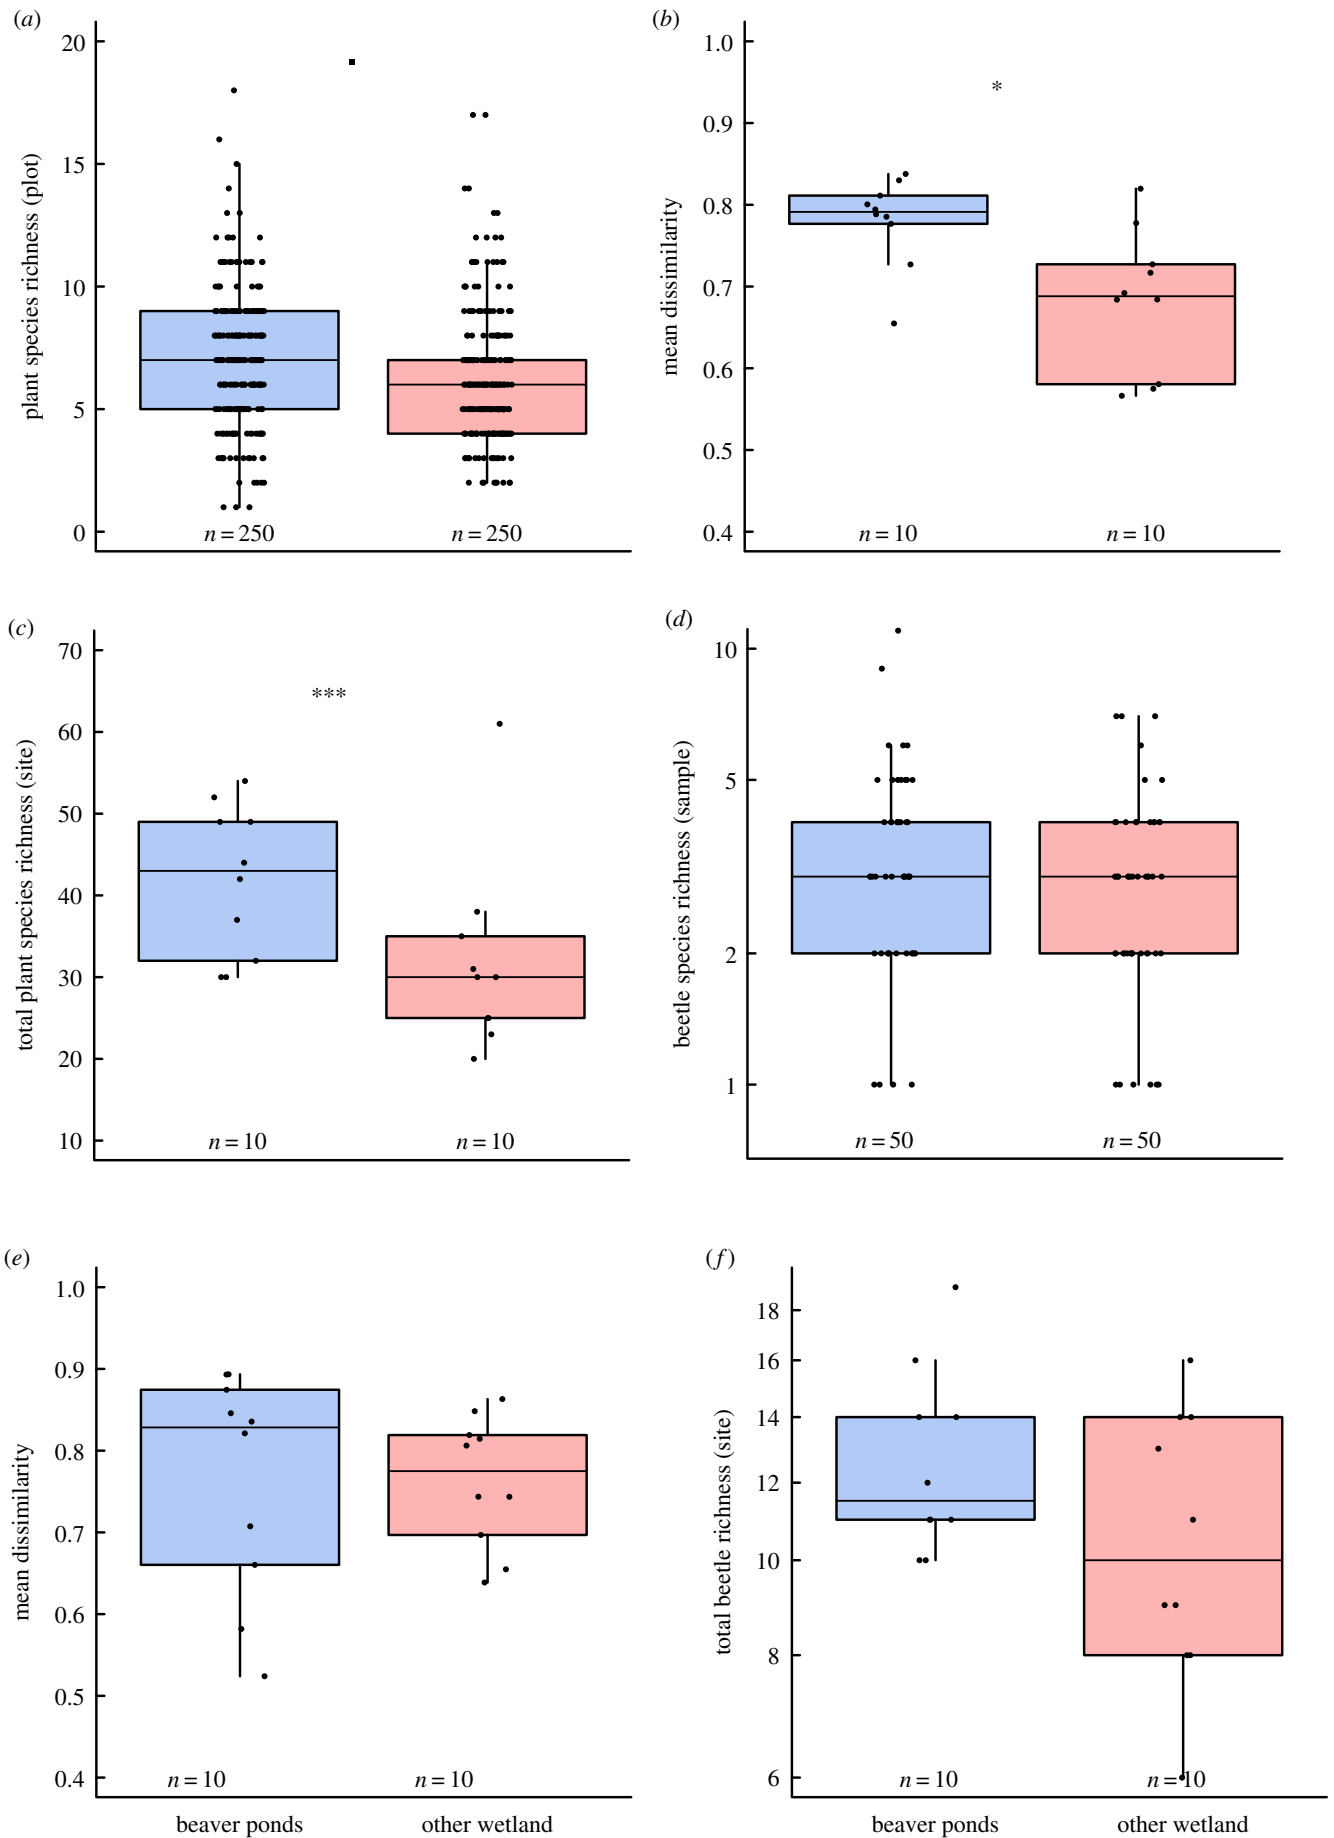 (a)
plant species richness (plot)
20
15
10
5
0
n = 250
n = 250
(b)
mean dissimilarity
1.0
0.9
0.8
0.7
0.6
0.5
0.4
*
n = 10
n = 10
(c)
total plant species richness (site)
70
60
50
40
30
20
10
***
n = 10
n = 10
(d)
beetle species richness (sample)
10
5
2
1
n = 50
n = 50
(e)
mean dissimilarity
1.0
0.9
0.8
0.7
0.6
0.5
0.4
n = 10
n = 10
beaver ponds
other wetland
(f)
total beetle richness (site)
18
16
14
12
10
8
6
n = 10
n = 10
beaver ponds
other wetland